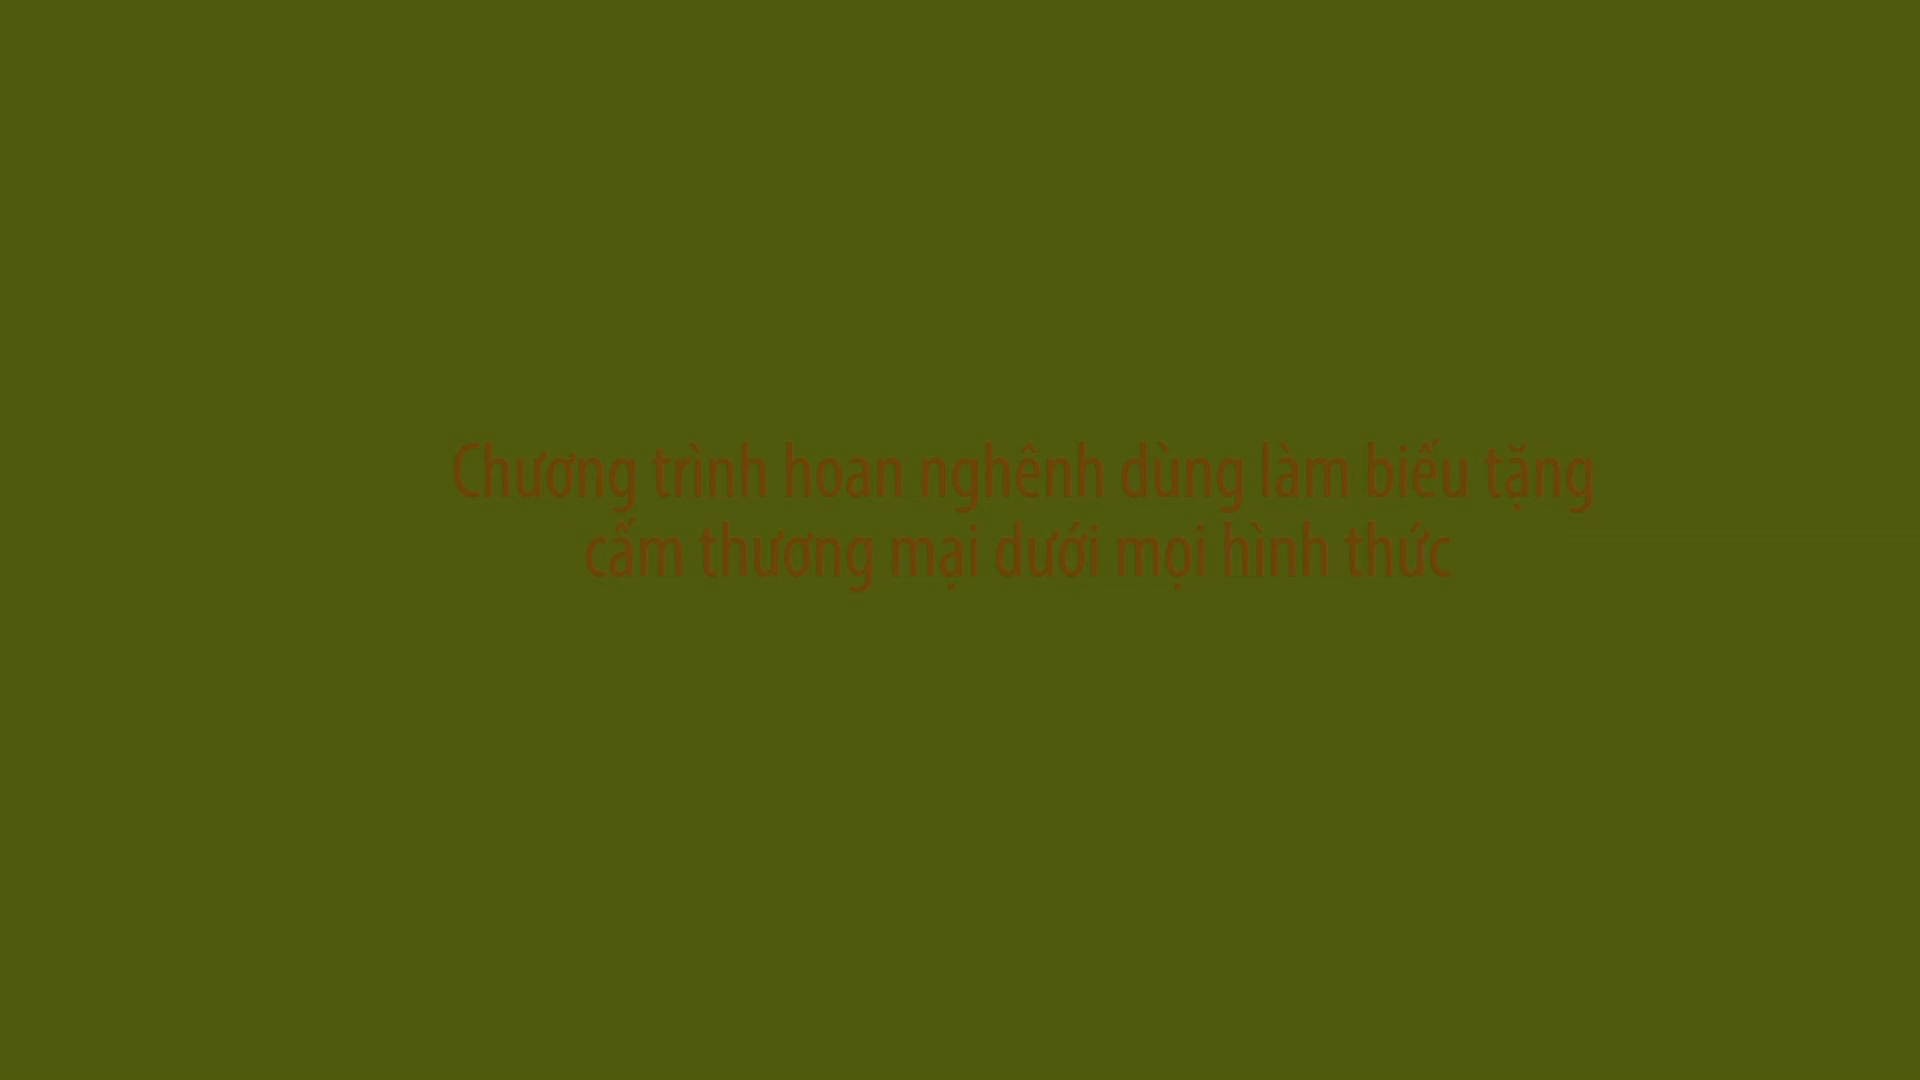 Chương trình hoan nghênh dùng làm biếu tặng
cấm thương mại dưới mọi hình thức